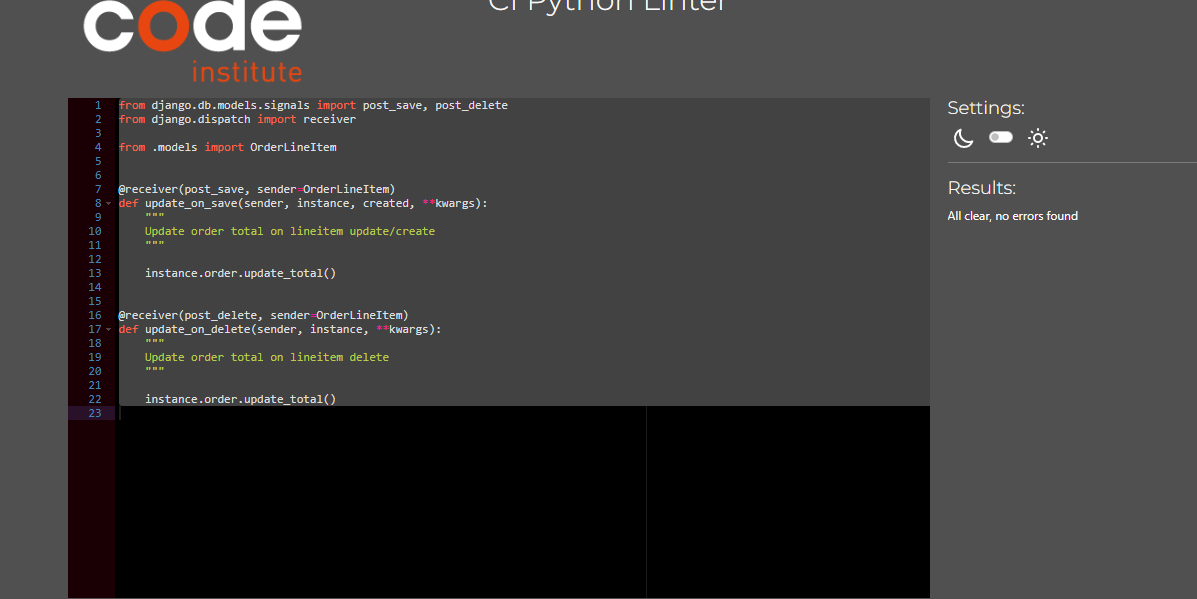 CI Python Linter
code
institute
1 from django.db.models.signals import post_save, post_delete
2 from django.dispatch import receiver
3
4 from .models import OrderLineItem
5
6
7 @receiver(post_save, sender=OrderLineItem)
8 def update_on_save(sender, instance, created, **kwargs):
9     """
10     Update order total on lineitem update/create
11     """
12
13     instance.order.update_total()
14
15
16 @receiver(post_delete, sender=OrderLineItem)
17 def update_on_delete(sender, instance, **kwargs):
18     """
19     Update order total on lineitem delete
20     """
21
22     instance.order.update_total()
23
Settings:
Results:
All clear, no errors found